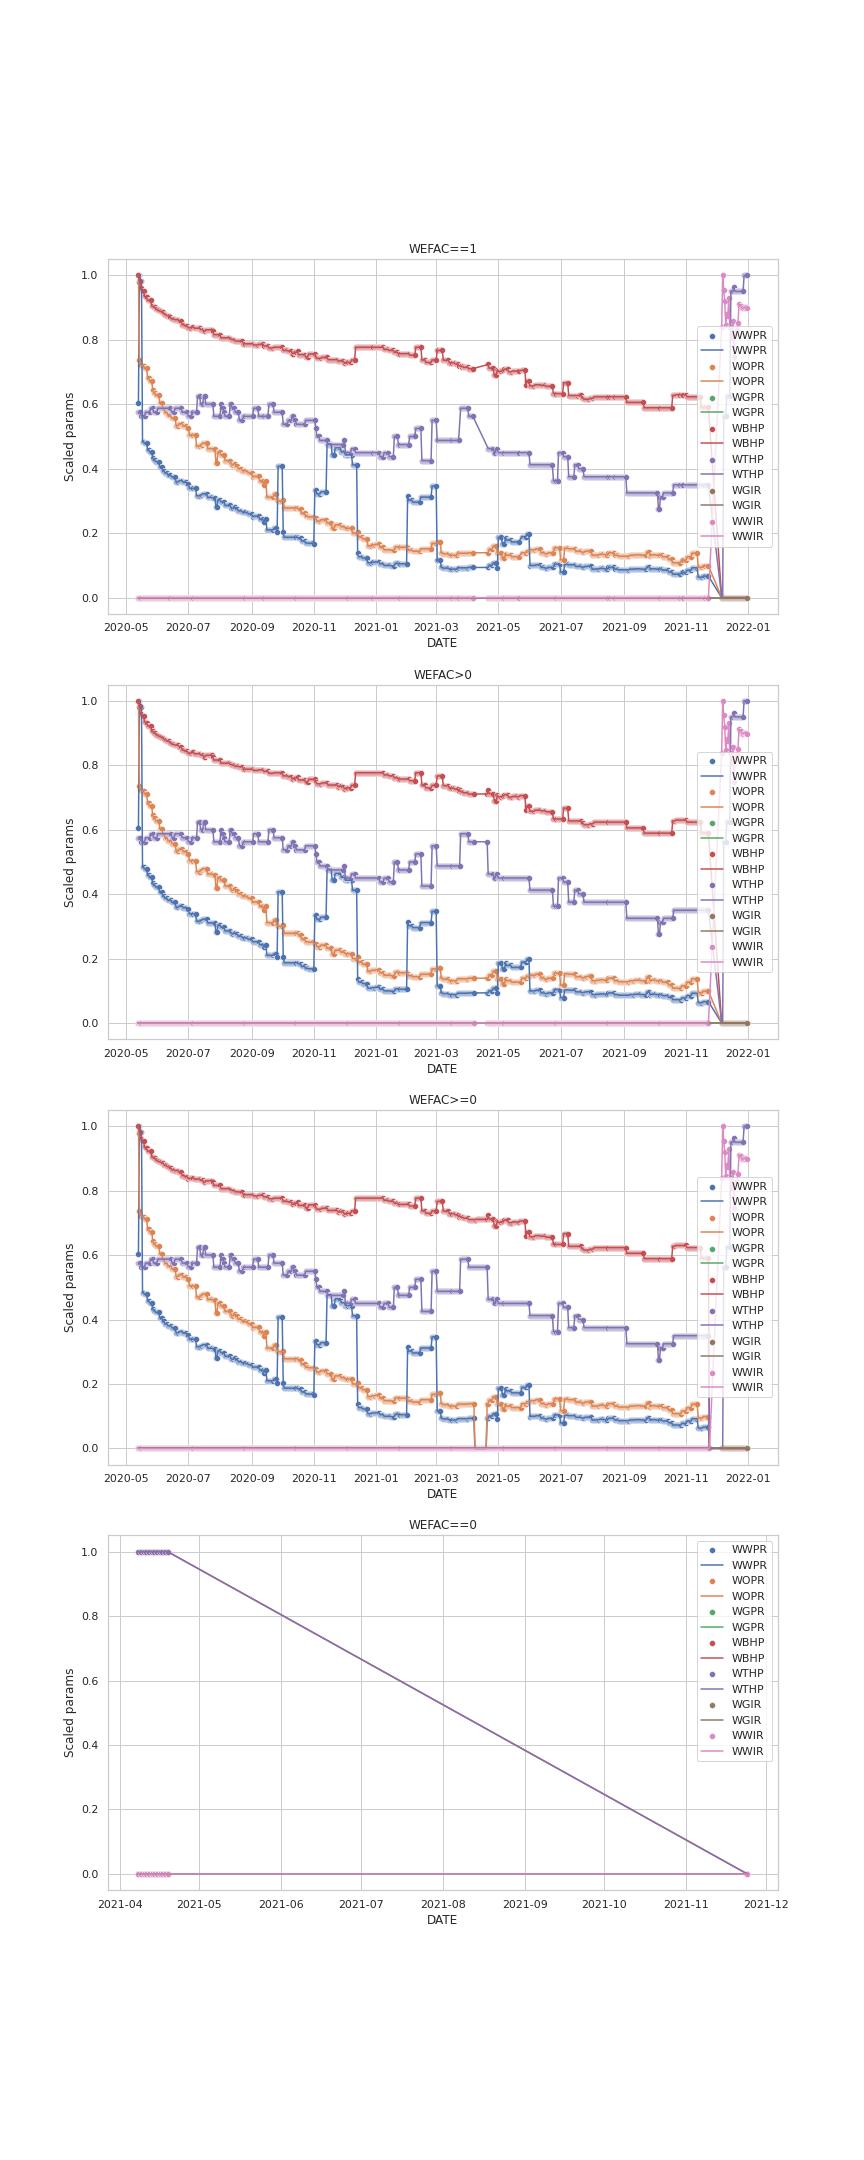 WEFAC==1
1.0
0.8
0.6
0.4
0.2
0.0
Scaled params
WWPR
WWPR
WOPR
WOPR
WGPR
WGPR
WBHP
WBHP
WTHP
WTHP
WGIR
WGIR
WWIR
WWIR
2020-05 2020-07 2020-09 2020-11 2021-01 2021-03 2021-05 2021-07 2021-09 2021-11 2022-01
DATE
WEFAC>0
1.0
0.8
0.6
0.4
0.2
0.0
Scaled params
WWPR
WWPR
WOPR
WOPR
WGPR
WGPR
WBHP
WBHP
WTHP
WTHP
WGIR
WGIR
WWIR
WWIR
2020-05 2020-07 2020-09 2020-11 2021-01 2021-03 2021-05 2021-07 2021-09 2021-11 2022-01
DATE
WEFAC>=0
1.0
0.8
0.6
0.4
0.2
0.0
Scaled params
WWPR
WWPR
WOPR
WOPR
WGPR
WGPR
WBHP
WBHP
WTHP
WTHP
WGIR
WGIR
WWIR
WWIR
2020-05 2020-07 2020-09 2020-11 2021-01 2021-03 2021-05 2021-07 2021-09 2021-11 2022-01
DATE
WEFAC==0
1.0
0.8
0.6
0.4
0.2
0.0
Scaled params
WWPR
WWPR
WOPR
WOPR
WGPR
WGPR
WBHP
WBHP
WTHP
WTHP
WGIR
WGIR
WWIR
WWIR
2021-04 2021-05 2021-06 2021-07 2021-08 2021-09 2021-10 2021-11 2021-12
DATE